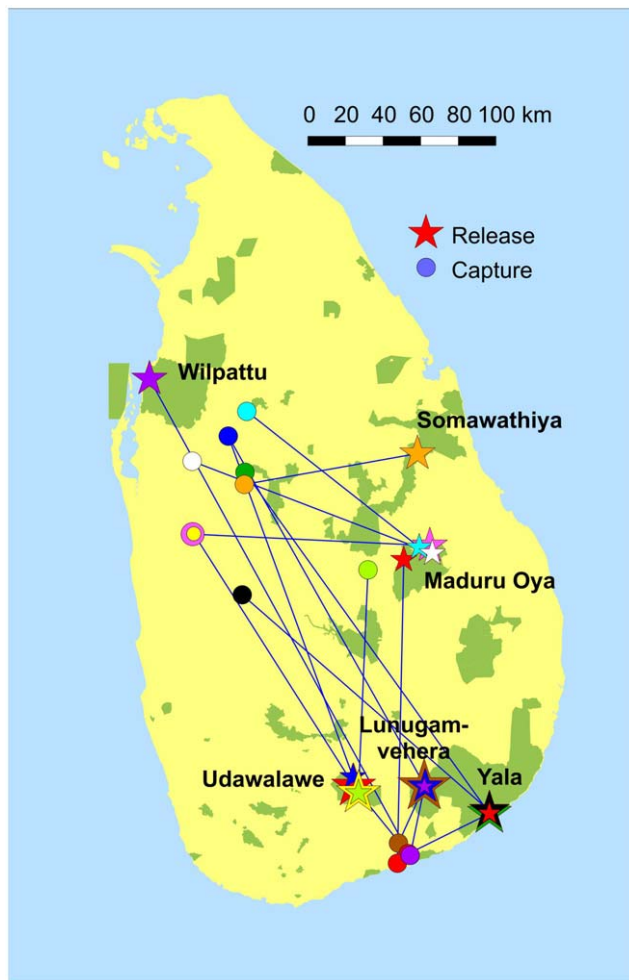 0 20 40 60 80 100 km
Release
Capture
Wilpattu
Somawathiya
Maduru Oya
Lunugam-
vehera
Udawalawe
Yala